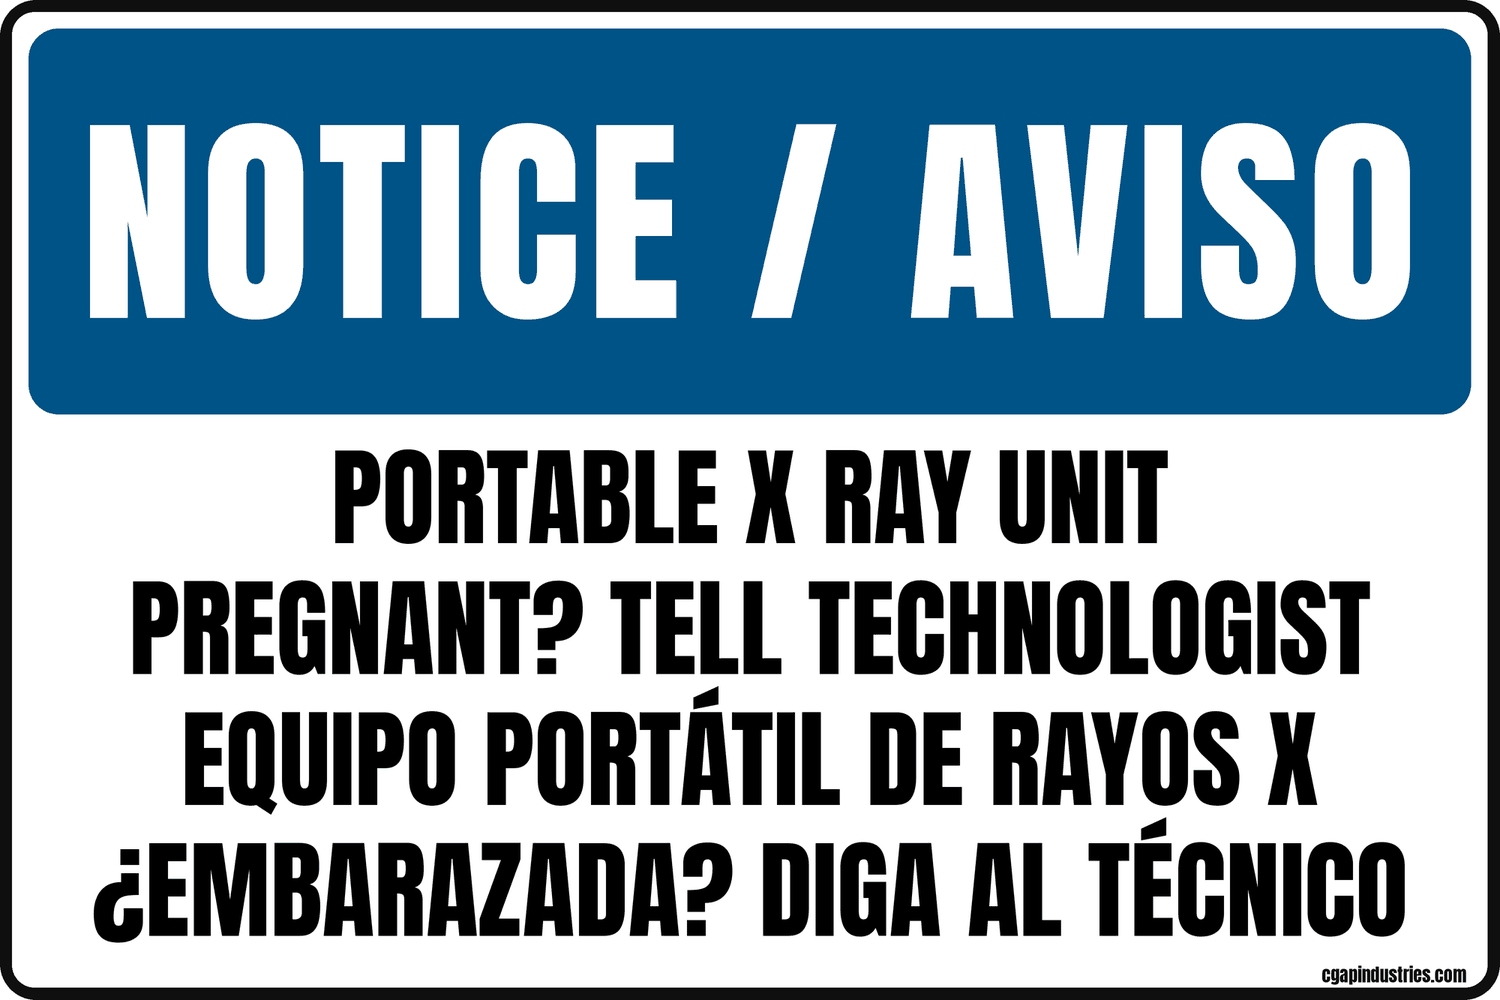 NOTICE / AVISO
PORTABLE X RAY UNIT
PREGNANT? TELL TECHNOLOGIST
EQUIPO PORTÁTIL DE RAYOS X
¿EMBARAZADA? DIGA AL TÉCNICO
cgapindustries.com